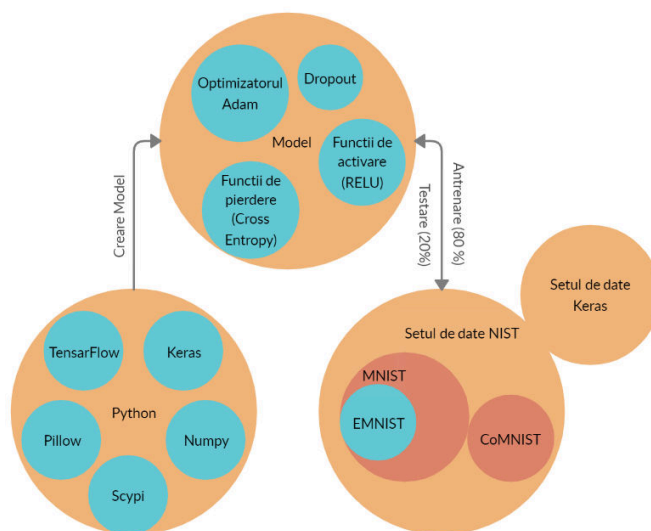 Optimizatorul
Adam
Dropout
Model
Functii de
activare
(RELU)
Functii de
pierdere
(Cross
Entropy)
Creare Model
Antrenare (80 %)
Testare (20%)
Setul de date
Keras
Setul de date NIST
MNIST
EMNIST
CoMNIST
TensarFlow
Keras
Python
Pillow
Numpy
Scypi